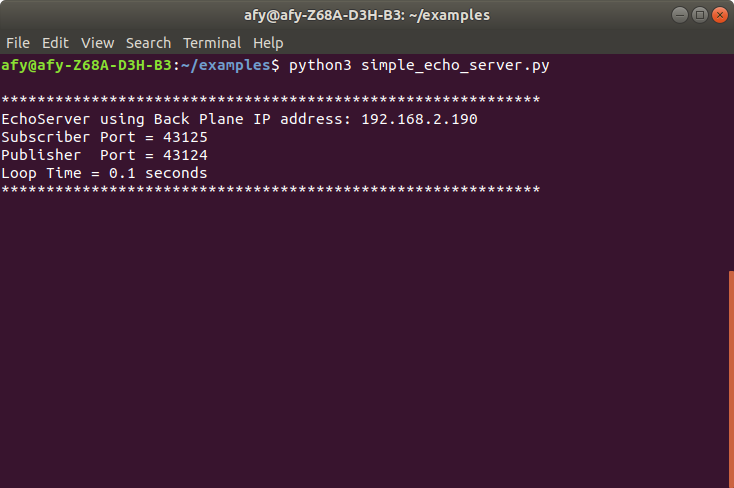 afy@afy-Z68A-D3H-B3: ~/examples
File Edit View Search Terminal Help
afy@afy-Z68A-D3H-B3:~/examples$ python3 simple_echo_server.py
************************************************************
EchoServer using Back Plane IP address: 192.168.2.190
Subscriber Port = 43125
Publisher  Port = 43124
Loop Time = 0.1 seconds
************************************************************